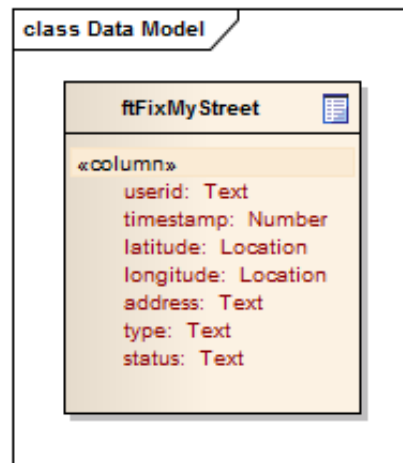 class Data Model
ftFixMyStreet
«column»
userid: Text
timestamp: Number
latitude: Location
longitude: Location
address: Text
type: Text
status: Text